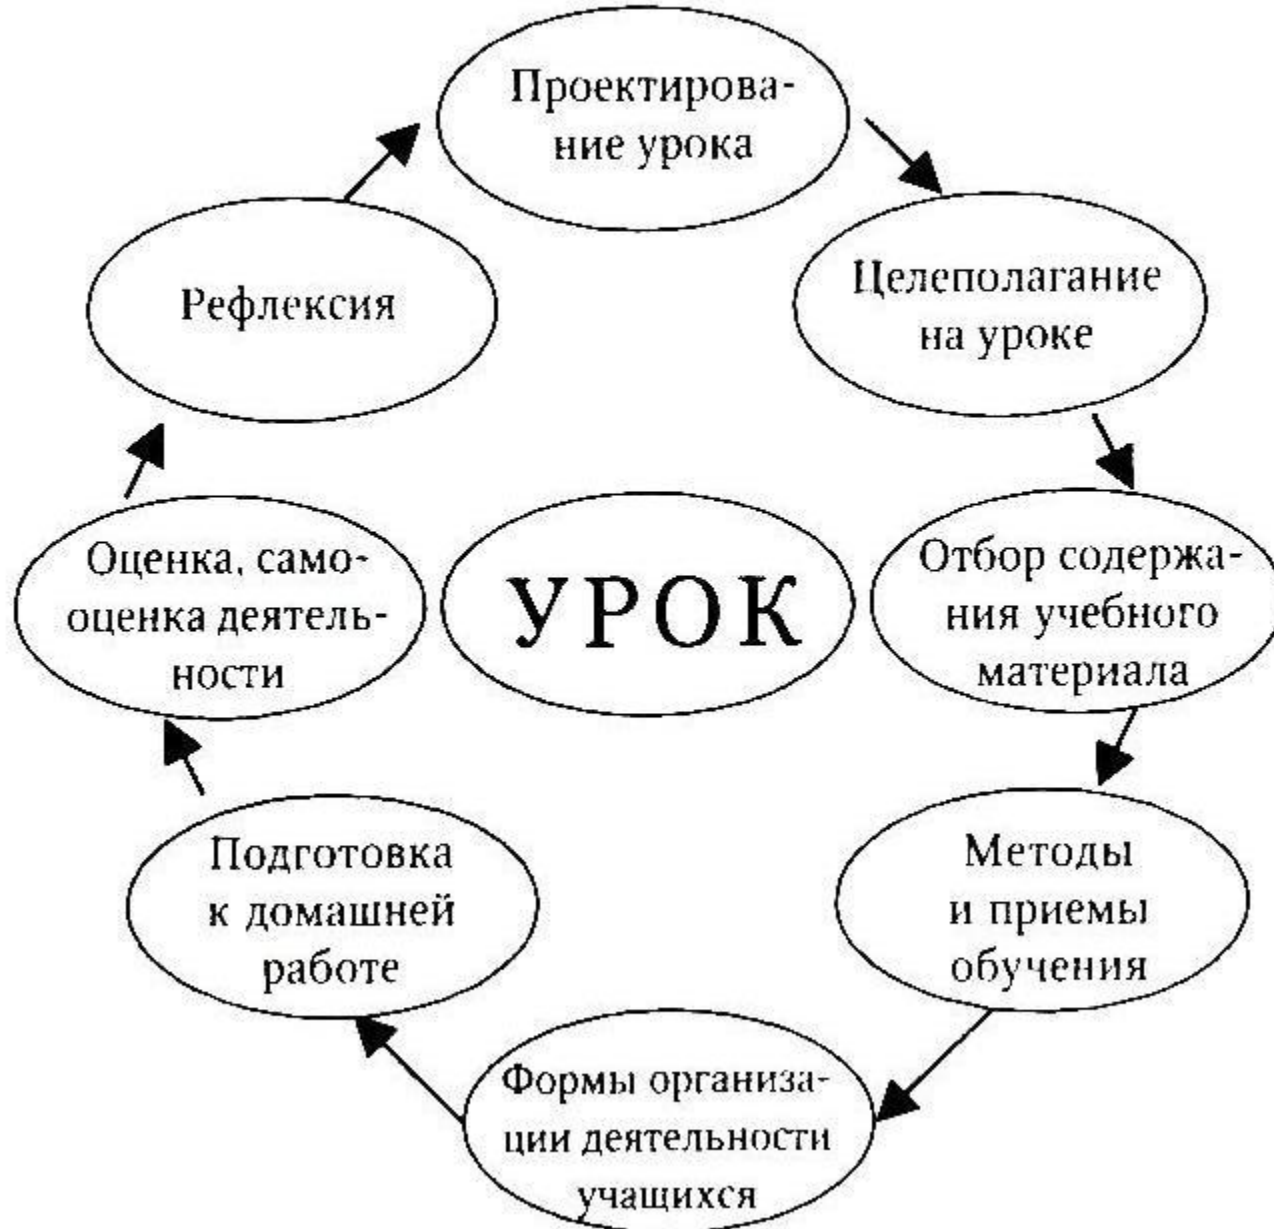 Проектирова-
ние урока
Целеполагание
на уроке
Отбор содержа-
ния учебного
материала
Методы
и приемы
обучения
Формы организа-
ции деятельности
учащихся
Подготовка
к домашней
работе
Оценка, само-
оценка деятель-
ности
Рефлексия
УРОК